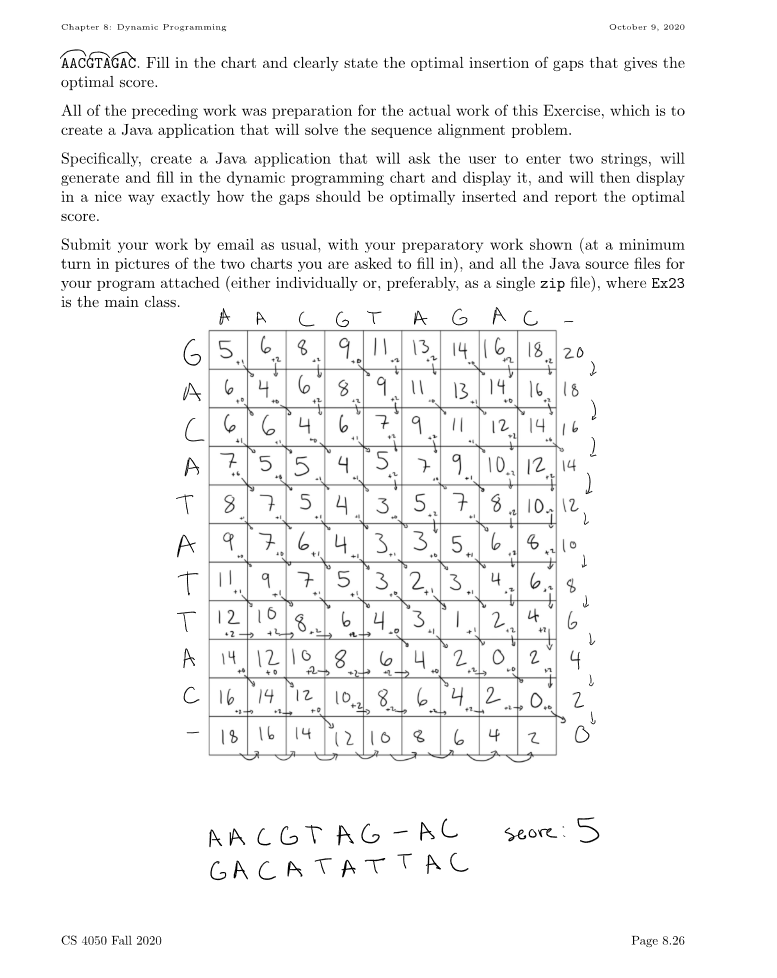 Chapter 8: Dynamic Programming October 9, 2020
AACGTAGAC. Fill in the chart and clearly state the optimal insertion of gaps that gives the
optimal score.
All of the preceding work was preparation for the actual work of this Exercise, which is to
create a Java application that will solve the sequence alignment problem.
Specifically, create a Java application that will ask the user to enter two strings, will
generate and fill in the dynamic programming chart and display it, and will then display
in a nice way exactly how the gaps should be optimally inserted and report the optimal
score.
Submit your work by email as usual, with your preparatory work shown (at a minimum
turn in pictures of the two charts you are asked to fill in), and all the Java source files for
your program attached (either individually or, preferably, as a single zip file), where Ex23
is the main class.
A A C G T A G A C -
G 5 6 8 9 11 13 14 16 18 20
A 6 4 6 8 9 11 13 14 16 18
C 6 6 4 6 7 9 11 12 14 16
A 7 5 5 4 5 7 9 10 12 14
T 8 7 5 4 3 5 7 8 10 12
A 9 7 6 4 3 3 5 6 8 10
T 11 9 7 5 3 2 3 4 6 8
T 12 10 8 6 4 3 1 2 4 6
A 14 12 10 8 6 4 2 0 2 4
C 16 14 12 10 8 6 4 2 0 2
- 18 16 14 12 10 8 6 4 2 0
AACGTAG-AC score: 5
GACATATTAC
CS 4050 Fall 2020 Page 8.26